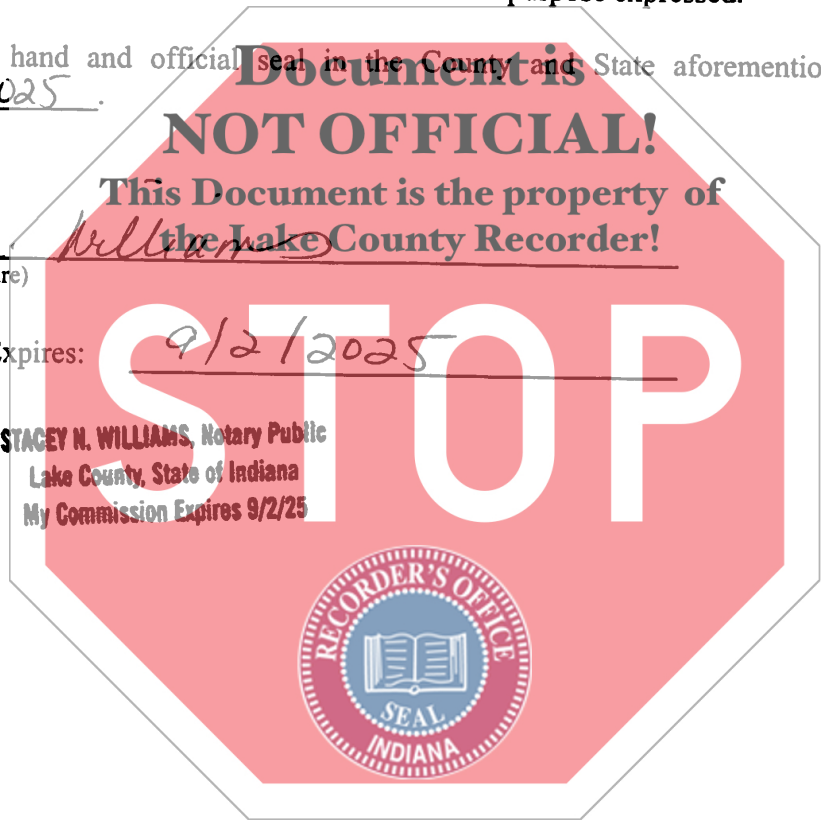 purpose expressed.
hand and official seal in the County and State aforementio
025.
Document is
NOT OFFICIAL!
This Document is the property of
the Lake County Recorder!
Williams
re)
Expires: 9/2/2025
STOP
STACEY N. WILLIAMS, Notary Public
Lake County, State of Indiana
My Commission Expires 9/2/25
RECORDER'S OFFICE
SEAL
INDIANA